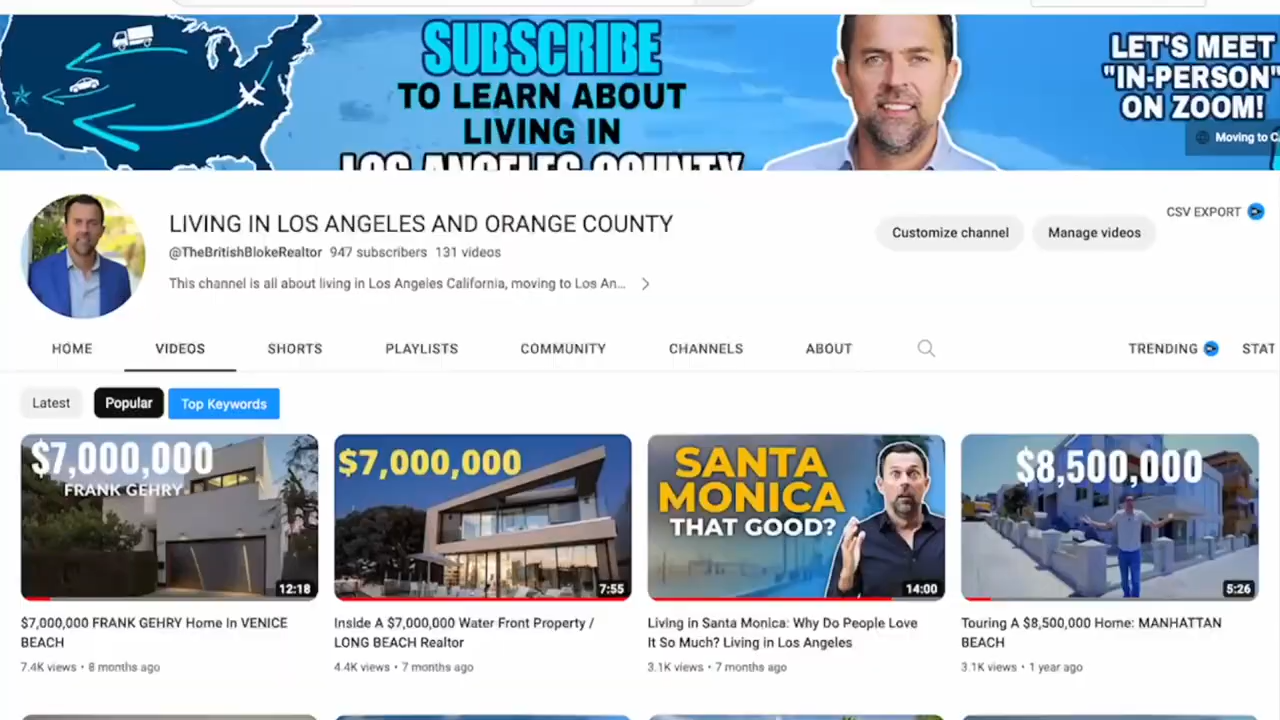 SUBSCRIBE
TO LEARN ABOUT
LIVING IN
LOS ANGELES COUNTY
LET'S MEET
"IN-PERSON"
ON ZOOM!
Moving to C
LIVING IN LOS ANGELES AND ORANGE COUNTY
CSV EXPORT
@TheBritishBlokeRealtor 947 subscribers 131 videos
Customize channel
Manage videos
This channel is all about living in Los Angeles California, moving to Los An...
HOME
VIDEOS
SHORTS
PLAYLISTS
COMMUNITY
CHANNELS
ABOUT
TRENDING
STAT
Latest
Popular
Top Keywords
$7,000,000
FRANK GEHRY
12:18
$7,000,000
7:55
SANTA
MONICA
THAT GOOD?
14:00
$8,500,000
5:26
$7,000,000 FRANK GEHRY Home In VENICE
BEACH
7.4K views • 8 months ago
Inside A $7,000,000 Water Front Property /
LONG BEACH Realtor
4.4K views • 7 months ago
Living in Santa Monica: Why Do People Love
It So Much? Living in Los Angeles
3.1K views • 7 months ago
Touring A $8,500,000 Home: MANHATTAN
BEACH
3.1K views • 1 year ago